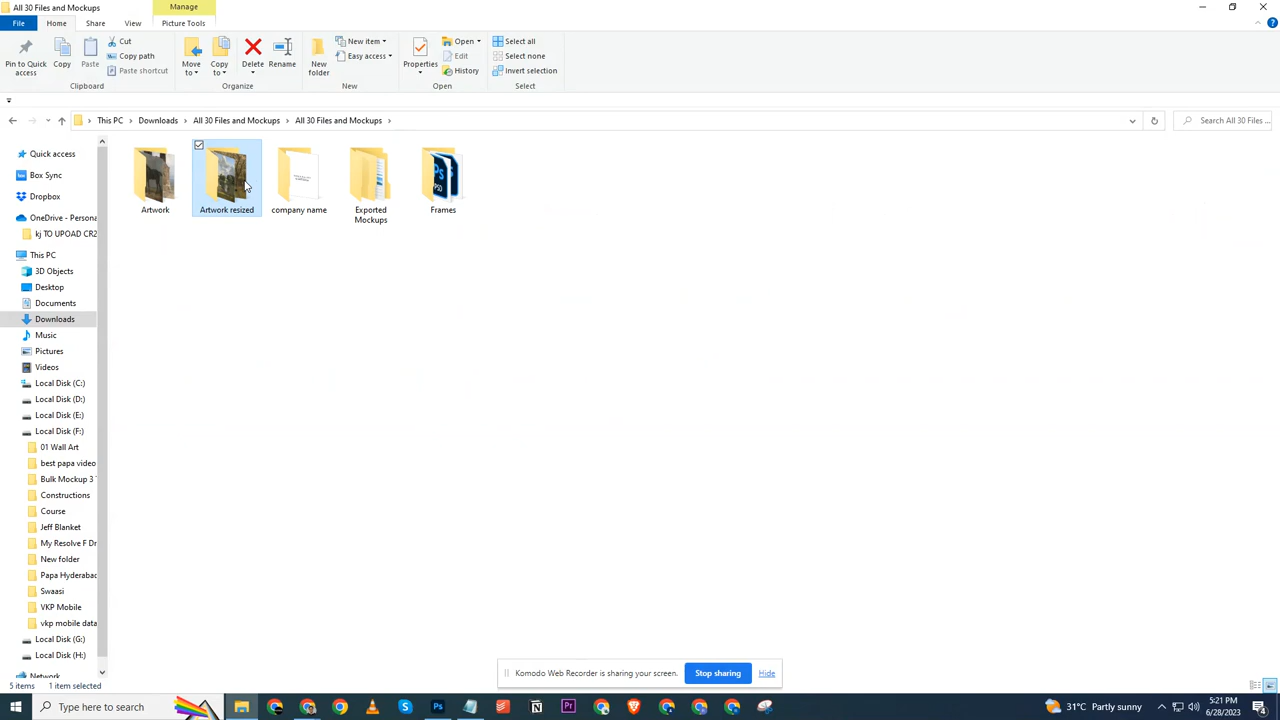 All 30 Files and Mockups
Manage
File
Home
Share
View
Picture Tools
Pin to Quick access
Copy
Paste
Cut
Copy path
Paste shortcut
Clipboard
Move to
Copy to
Delete
Rename
Organize
New folder
New item
Easy access
New
Properties
Open
Edit
History
Open
Select all
Select none
Invert selection
Select
This PC > Downloads > All 30 Files and Mockups > All 30 Files and Mockups >
Search All 30 Files ...
Quick access
Box Sync
Dropbox
OneDrive - Persona
kj TO UPOAD CR2
This PC
3D Objects
Desktop
Documents
Downloads
Music
Pictures
Videos
Local Disk (C:)
Local Disk (D:)
Local Disk (E:)
Local Disk (F:)
01 Wall Art
best papa video
Bulk Mockup 3
Constructions
Course
Jeff Blanket
My Resolve F Dr
New folder
Papa Hyderabac
Swaasi
VKP Mobile
vkp mobile data
Local Disk (G:)
Local Disk (H:)
Network
Artwork
Artwork resized
company name
Exported
Mockups
Frames
PSD
Komodo Web Recorder is sharing your screen.
Stop sharing
Hide
5 items
1 item selected
Type here to search
31°C Partly sunny
5:21 PM
6/28/2023